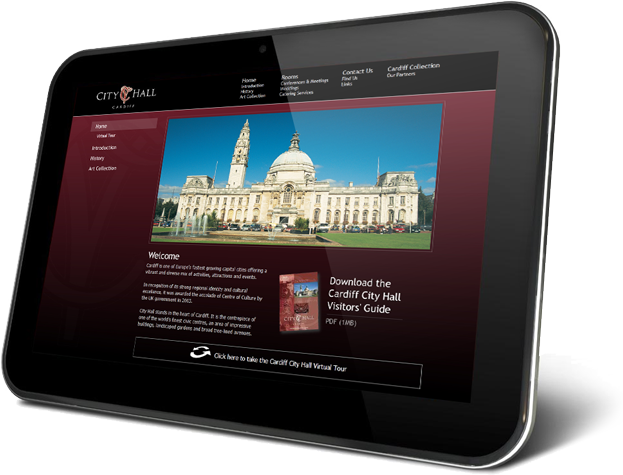 CITY HALL
CARDIFF
Home
Introduction
History
Art Collection
Rooms
Conferences & Meetings
Weddings
Catering Services
Contact Us
Find Us
Links
Cardiff Collection
Our Partners
Home
Virtual Tour
Introduction
History
Art Collection
Welcome
Cardiff is one of Europe's fastest growing capital cities offering a
vibrant and diverse mix of activities, attractions and events.
In recognition of its strong regional identity and cultural
excellence, it was awarded the accolade of Centre of Culture by
the UK government in 2003.
City Hall stands in the heart of Cardiff. It is the centrepiece of
one of the world's finest civic centres, an area of impressive
buildings, landscaped gardens and broad tree-lined avenues.
CITY HALL
Download the
Cardiff City Hall
Visitors' Guide
PDF (1MB)
Click here to take the Cardiff City Hall Virtual Tour